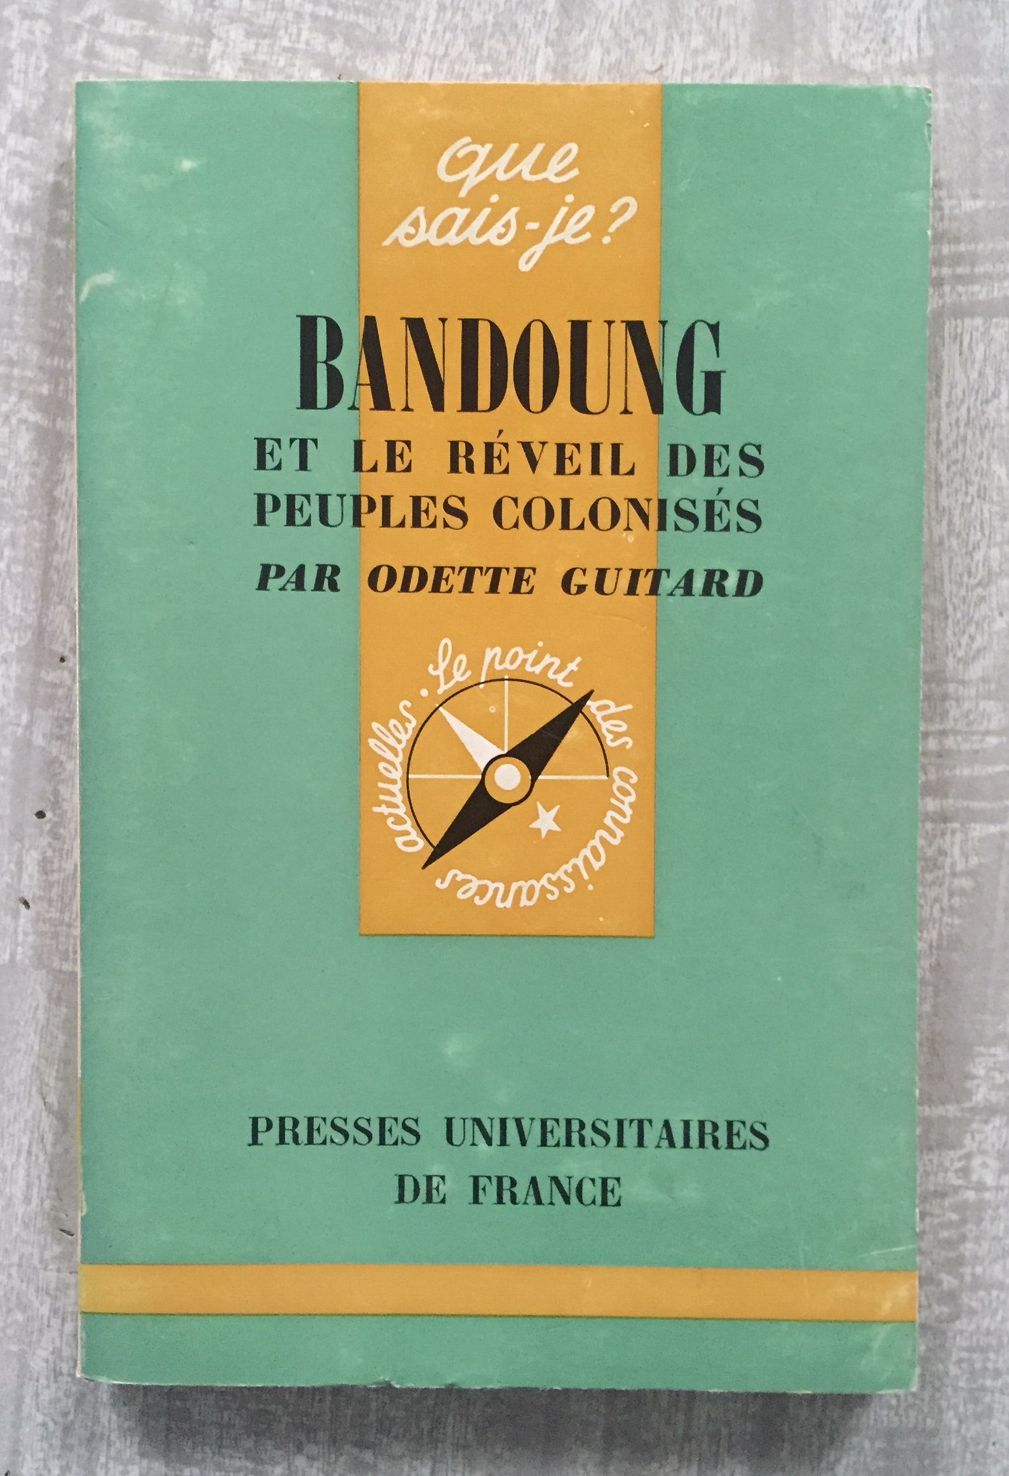 que
sais-je?
BANDOUNG
ET LE RÉVEIL DES
PEUPLES COLONISÉS
PAR ODETTE GUITARD
Le point des connaissances actuelles.
PRESSES UNIVERSITAIRES
DE FRANCE